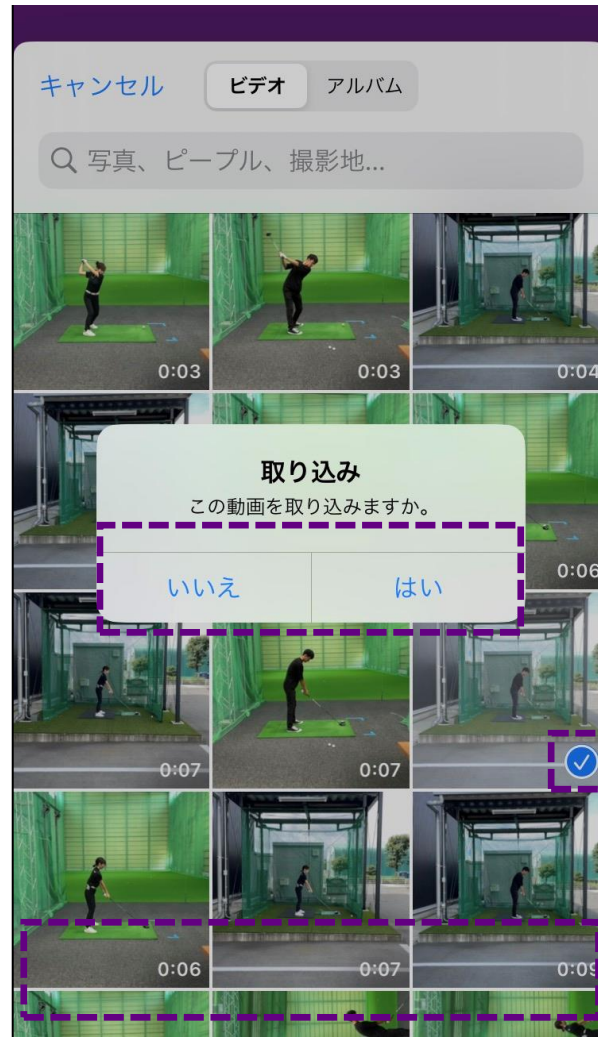 キャンセル ビデオ アルバム
写真、ピープル、撮影地...
0:03 0:03 0:04
取り込み
この動画を取り込みますか。
いいえ はい
0:06
0:07 0:07
0:06 0:07 0:09